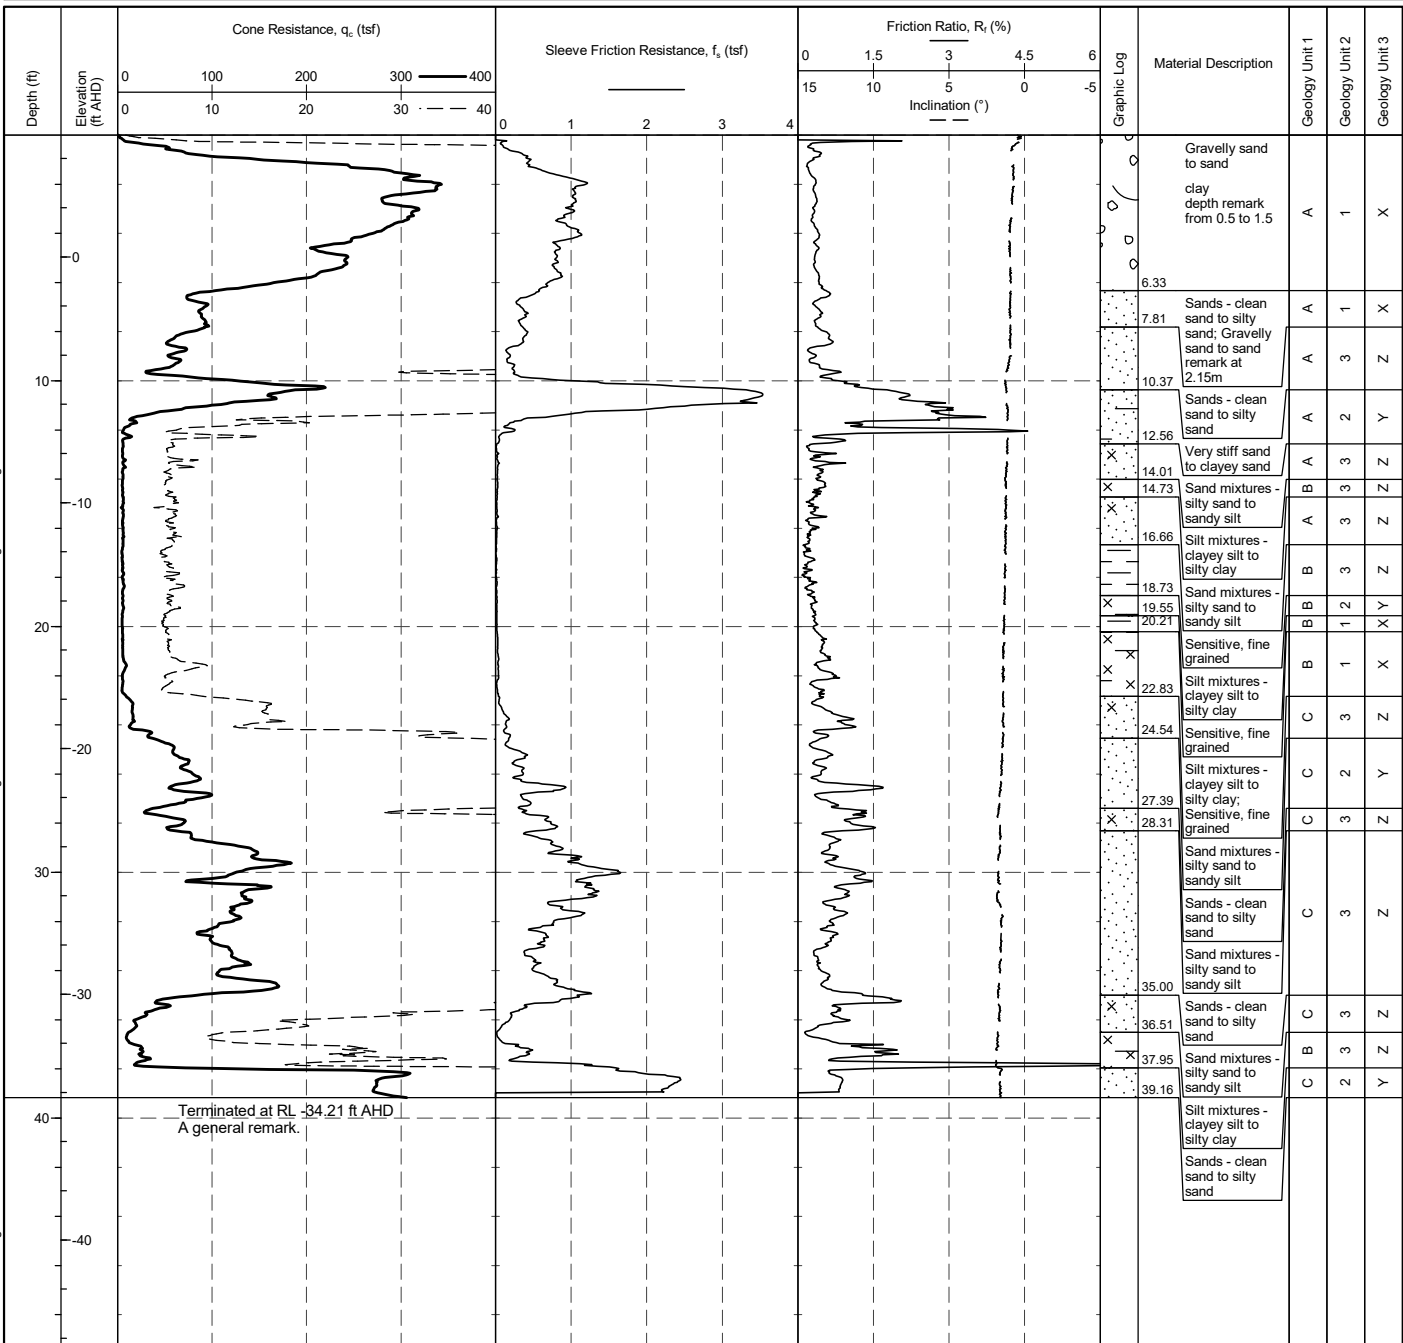 Depth (ft)
Elevation
(ft AHD)
Cone Resistance, qc (tsf)
0 100 200 300 400
10 20 30 40
Sleeve Friction Resistance, fs (tsf)
0 1 2 3 4
Friction Ratio, Rf (%)
0 1.5 3 4.5 6
15 10 5 0 -5
Inclination (°)
Graphic Log
Material Description
Geology Unit 1
Geology Unit 2
Geology Unit 3
0
10
-10
20
-20
30
-30
40
-40
6.33
7.81
10.37
12.56
14.01
14.73
16.66
18.73
19.55
20.21
22.83
24.54
27.39
28.31
35.00
36.51
37.95
39.16
Gravelly sand
to sand
clay
depth remark
from 0.5 to 1.5
Sands - clean
sand to silty
sand; Gravelly
sand to sand
remark at
2.15m
Sands - clean
sand to silty
sand
Very stiff sand
to clayey sand
Sand mixtures -
silty sand to
sandy silt
Silt mixtures -
clayey silt to
silty clay
Sand mixtures -
silty sand to
sandy silt
Sensitive, fine
grained
Silt mixtures -
clayey silt to
silty clay
Sensitive, fine
grained
Silt mixtures -
clayey silt to
silty clay;
Sensitive, fine
grained
Sand mixtures -
silty sand to
sandy silt
Sands - clean
sand to silty
sand
Sand mixtures -
silty sand to
sandy silt
Sands - clean
sand to silty
sand
Sand mixtures -
silty sand to
sandy silt
Silt mixtures -
clayey silt to
silty clay
Sands - clean
sand to silty
sand
A 1 X
A 1 X
A 3 Z
A 2 Y
A 3 Z
B 3 Z
A 3 Z
B 3 Z
B 2 Y
B 1 X
B 1 X
C 3 Z
C 2 Y
C 3 Z
C 3 Z
C 3 Z
B 3 Z
C 2 Y
Terminated at RL -34.21 ft AHD
A general remark.